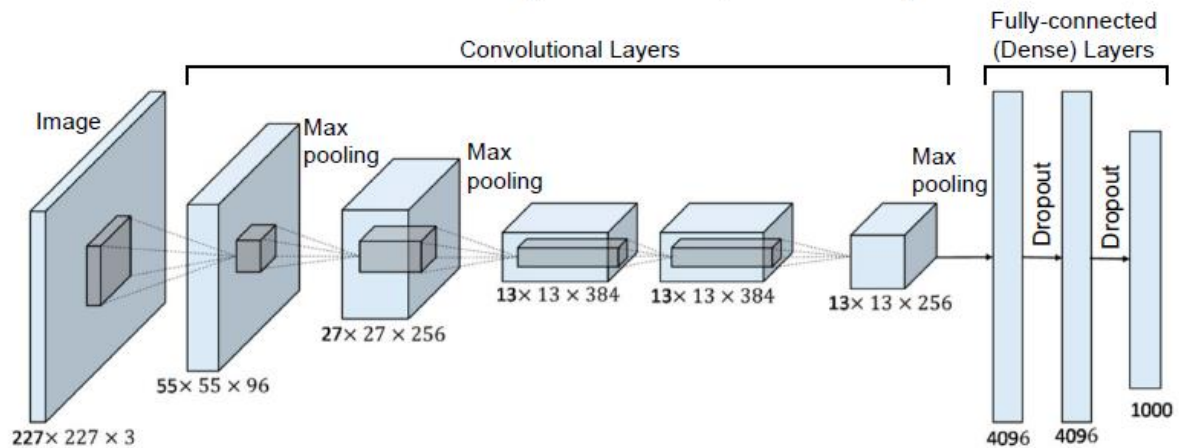 Fully-connected
(Dense) Layers
Convolutional Layers
Image
Max
pooling
Max
pooling
Max
pooling
Dropout
Dropout
13× 13 × 384
13× 13 × 384
13× 13 × 256
27× 27 × 256
55× 55 × 96
227× 227 × 3
4096
4096
1000